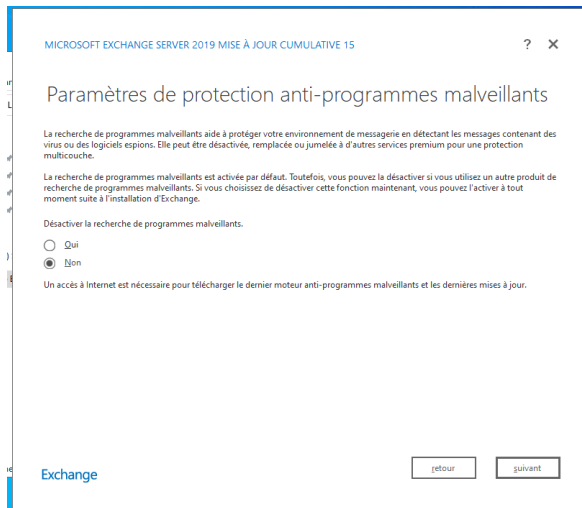 MICROSOFT EXCHANGE SERVER 2019 MISE À JOUR CUMULATIVE 15
? ×
Paramètres de protection anti-programmes malveillants
La recherche de programmes malveillants aide à protéger votre environnement de messagerie en détectant les messages contenant des
virus ou des logiciels espions. Elle peut être désactivée, remplacée ou jumelée à d'autres services premium pour une protection
multicouche.
La recherche de programmes malveillants est activée par défaut. Toutefois, vous pouvez la désactiver si vous utilisez un autre produit de
recherche de programmes malveillants. Si vous choisissez de désactiver cette fonction maintenant, vous pouvez l'activer à tout
moment suite à l'installation d'Exchange.
Désactiver la recherche de programmes malveillants.
Oui
Non
Un accès à Internet est nécessaire pour télécharger le dernier moteur anti-programmes malveillants et les dernières mises à jour.
Exchange
retour
suivant